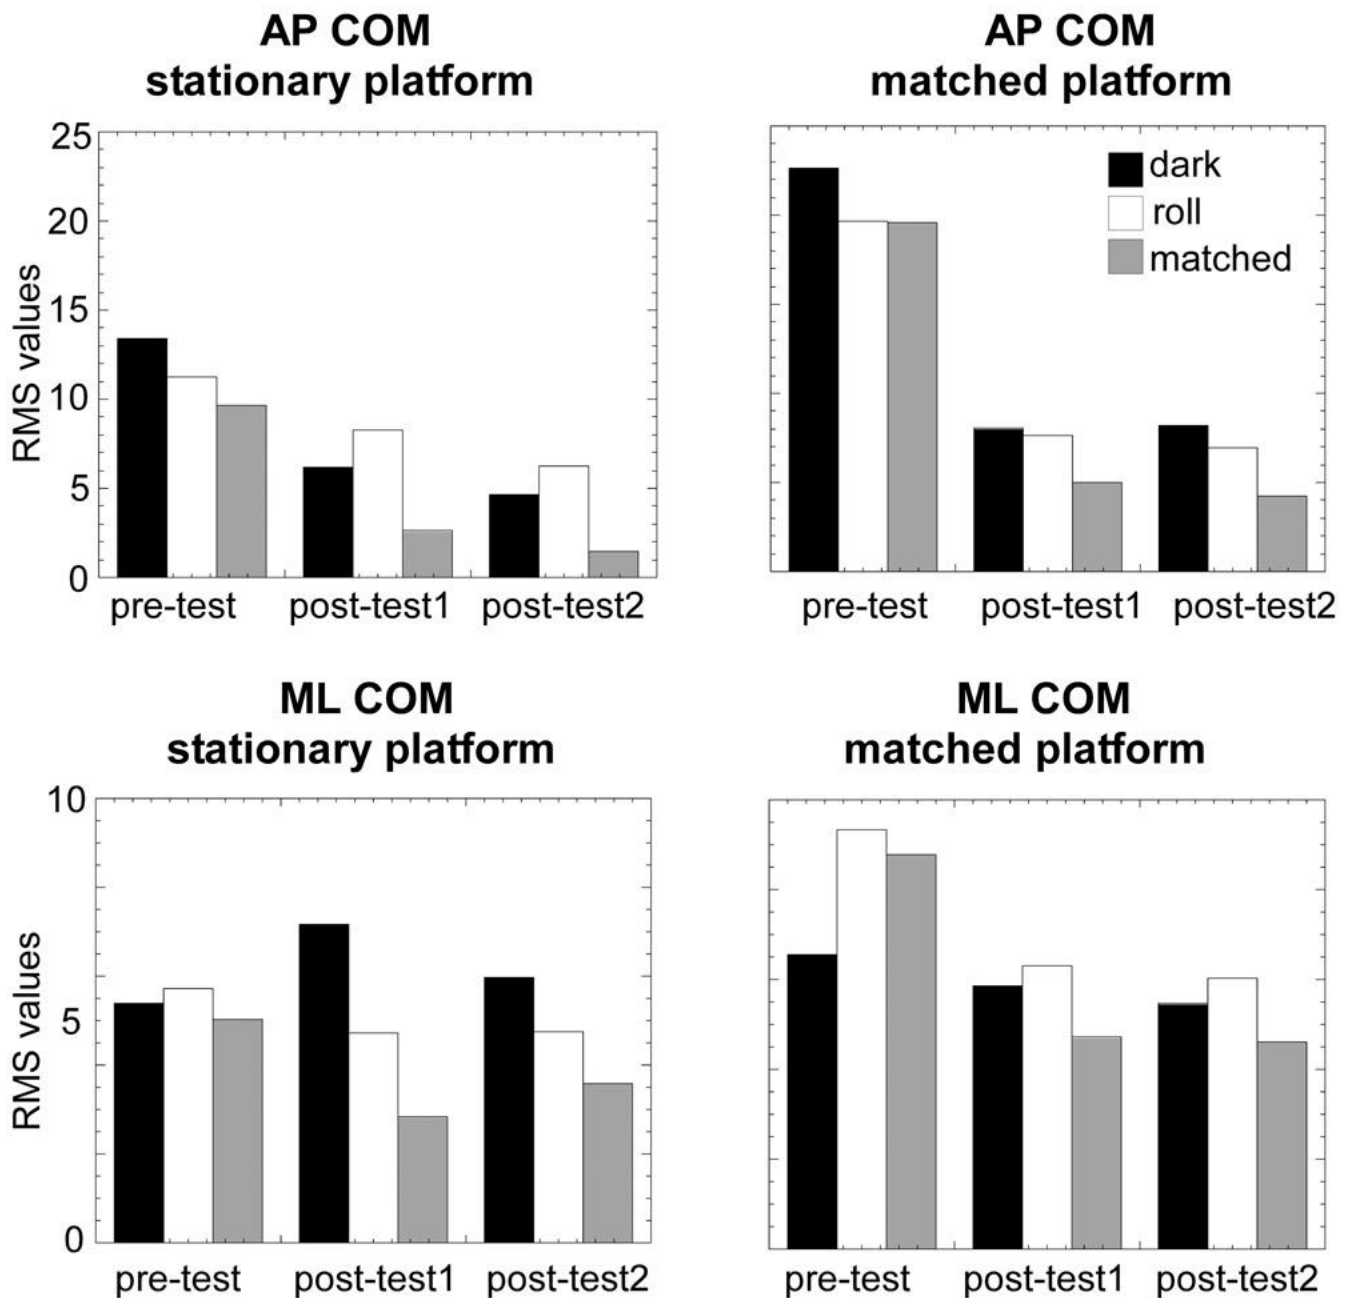 AP COM
stationary platform
AP COM
matched platform
25
20
15
10
5
0
RMS values
dark
roll
matched
pre-test
post-test1
post-test2
pre-test
post-test1
post-test2
ML COM
stationary platform
ML COM
matched platform
10
5
0
RMS values
pre-test
post-test1
post-test2
pre-test
post-test1
post-test2